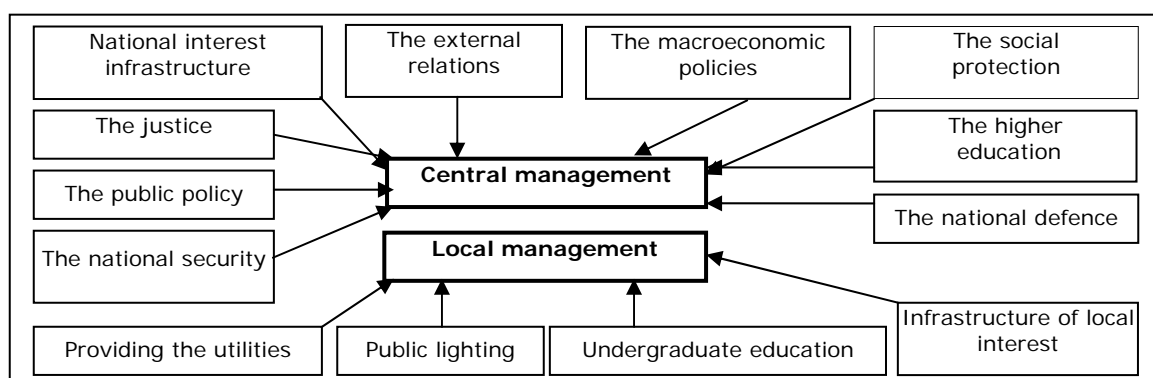 National interest
infrastructure
The external
relations
The macroeconomic
policies
The social
protection
The justice
The higher
education
Central management
The public policy
The national defence
The national security
Local management
Infrastructure of local
interest
Providing the utilities
Public lighting
Undergraduate education